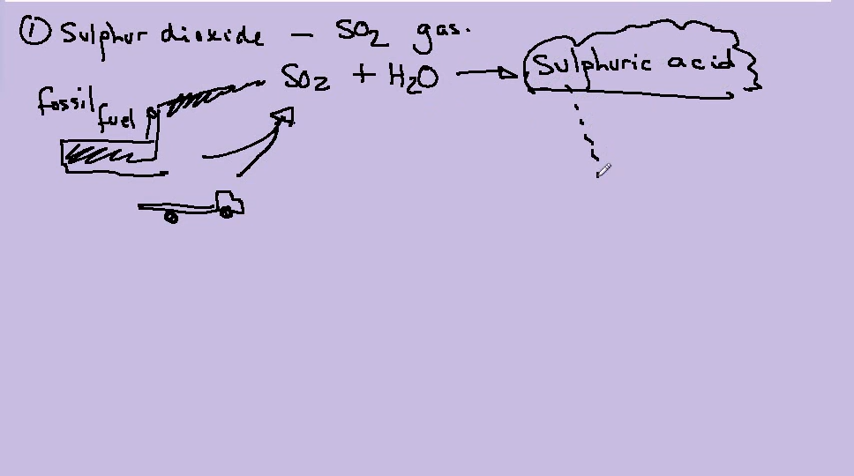 ① Sulphur dioxide – SO₂ gas.
SO₂ + H₂O → Sulphuric acid
fossil
fuel